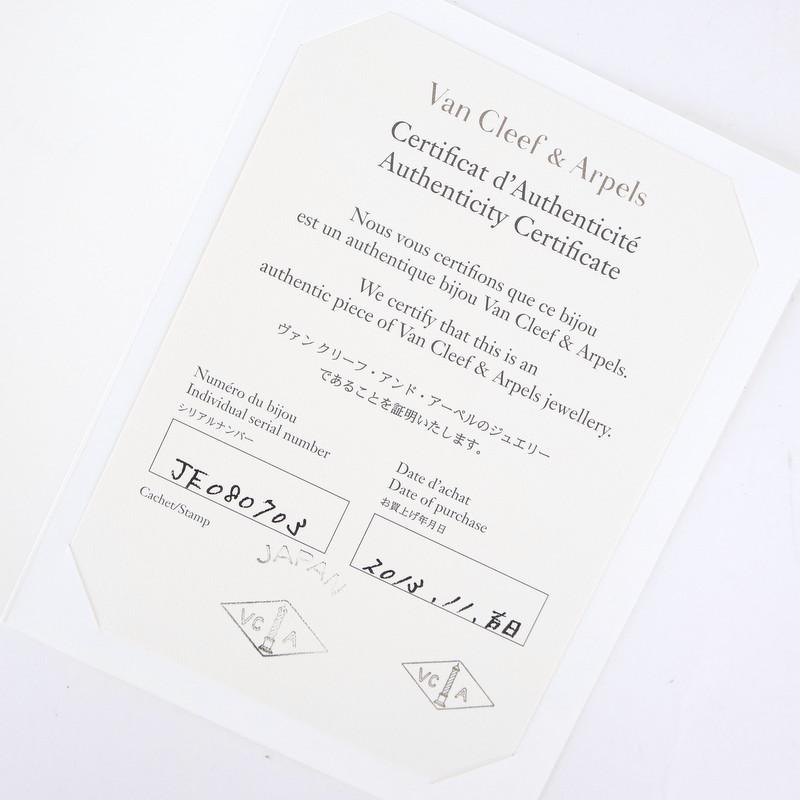 Van Cleef & Arpels
Certificat d'Authenticité
Authenticity Certificate
Nous vous certifions que ce bijou
est un authentique bijou Van Cleef & Arpels.
We certify that this is an
authentic piece of Van Cleef & Arpels jewellery.
ヴァン クリーフ・アンド・アーペルのジュエリー
であることを証明いたします。
Numéro du bijou
Individual serial number
シリアルナンバー
JE080703
Cachet/Stamp
Date d'achat
Date of purchase
お買上げ年月日
2013.11.吉日
JAPAN
VC A
VC A